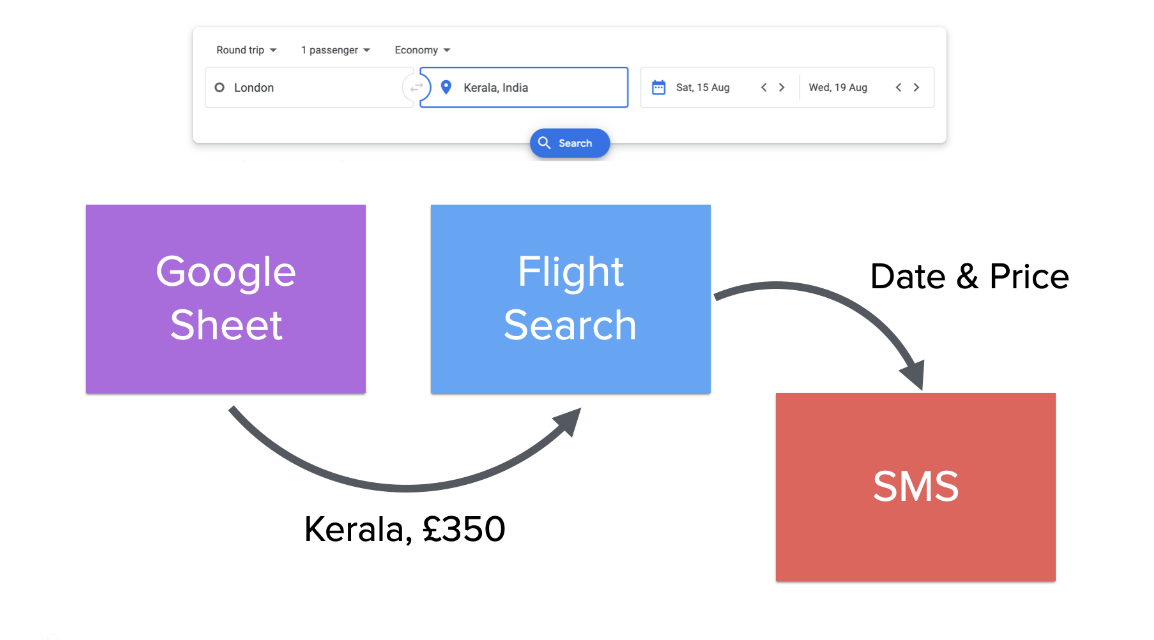 Round trip 1 passenger Economy
London Kerala, India Sat, 15 Aug Wed, 19 Aug
Search
Google
Sheet
Flight
Search
Date & Price
Kerala, £350
SMS